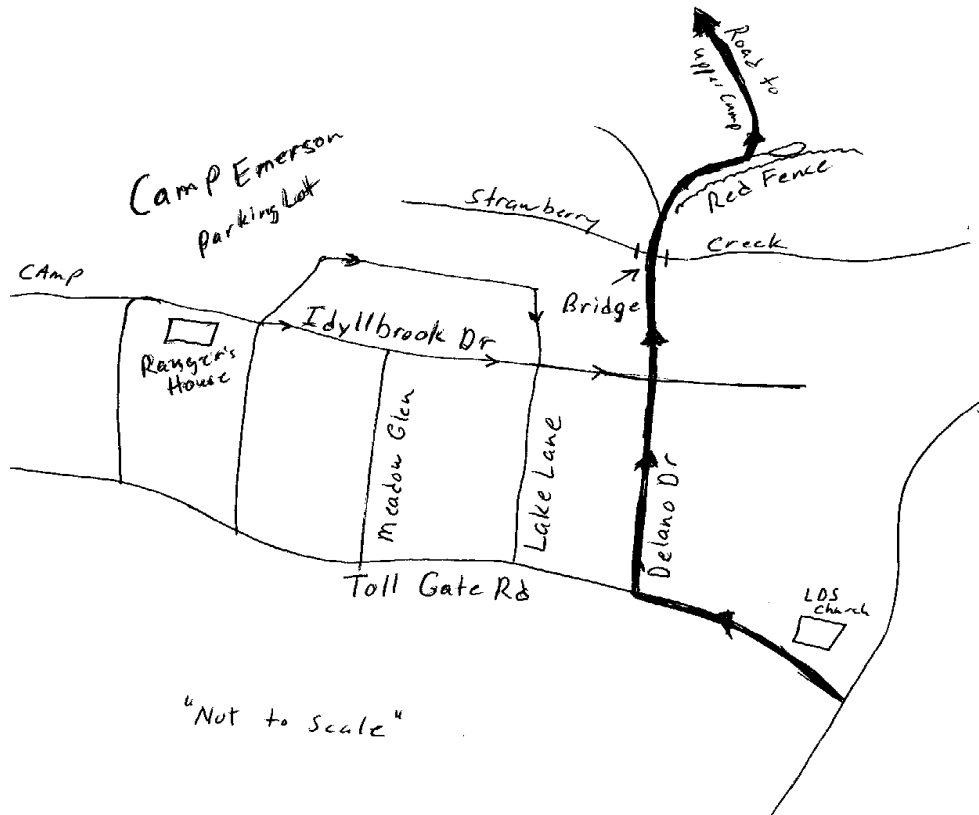 Road to
upper camp
Camp Emerson
parking Lot
Red Fence
Strawberry
Creek
CAmp
Bridge
Idyllbrook Dr
Ranger's
House
Meadow Glen
Lake Lane
Delano Dr
Toll Gate Rd
LDS
church
"Not to scale"